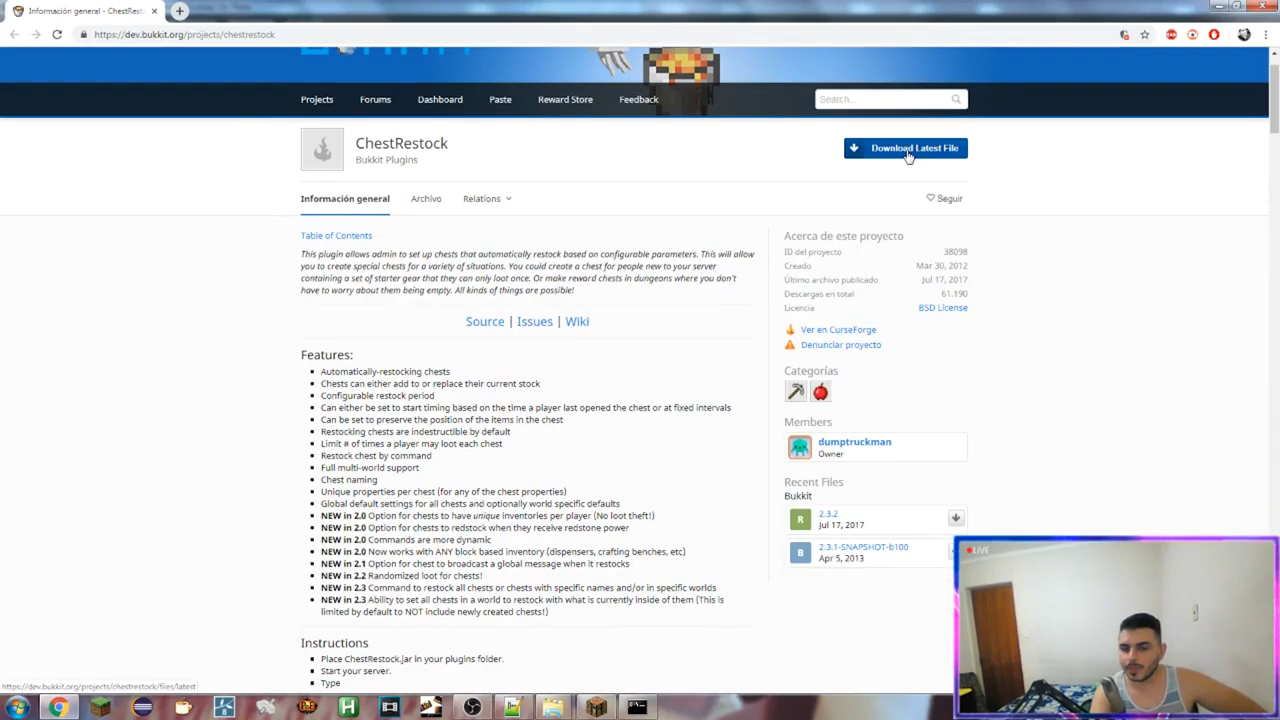 Información general - ChestRest
https://dev.bukkit.org/projects/chestrestock
Projects
Forums
Dashboard
Paste
Reward Store
Feedback
Search...
ChestRestock
Bukkit Plugins
Download Latest File
Información general
Archivo
Relations
Seguir
Table of Contents
This plugin allows admin to set up chests that automatically restock based on configurable parameters. This will allow
you to create special chests for a variety of situations. You could create a chest for people new to your server
containing a set of starter gear that they can only loot once. Or make reward chests in dungeons where you don't
have to worry about them being empty. All kinds of things are possible!
Source | Issues | Wiki
Features:
Automatically-restocking chests
Chests can either add to or replace their current stock
Configurable restock period
Can either be set to start timing based on the time a player last opened the chest or at fixed intervals
Can be set to preserve the position of the items in the chest
Restocking chests are indestructible by default
Limit # of times a player may loot each chest
Restock chest by command
Full multi-world support
Chest naming
Unique properties per chest (for any of the chest properties)
Global default settings for all chests and optionally world specific defaults
NEW in 2.0 Option for chests to have unique inventories per player (No loot theft!)
NEW in 2.0 Option for chests to redstock when they receive redstone power
NEW in 2.0 Commands are more dynamic
NEW in 2.0 Now works with ANY block based inventory (dispensers, crafting benches, etc)
NEW in 2.1 Option for chest to broadcast a global message when it restocks
NEW in 2.2 Randomized loot for chests!
NEW in 2.3 Command to restock all chests or chests with specific names and/or in specific worlds
NEW in 2.3 Ability to set all chests in a world to restock with what is currently inside of them (This is
limited by default to NOT include newly created chests!)
Instructions
Place ChestRestock.jar in your plugins folder.
Start your server.
Type
Acerca de este proyecto
ID del proyecto 38098
Creado Mar 30, 2012
Último archivo publicado Jul 17, 2017
Descargas en total 61.190
Licencia BSD License
Ver en CurseForge
Denunciar proyecto
Categorías
Members
dumptruckman
Owner
Recent Files
Bukkit
R 2.3.2
Jul 17, 2017
B 2.3.1-SNAPSHOT-b100
Apr 5, 2013
LIVE
https://dev.bukkit.org/projects/chestrestock/files/latest